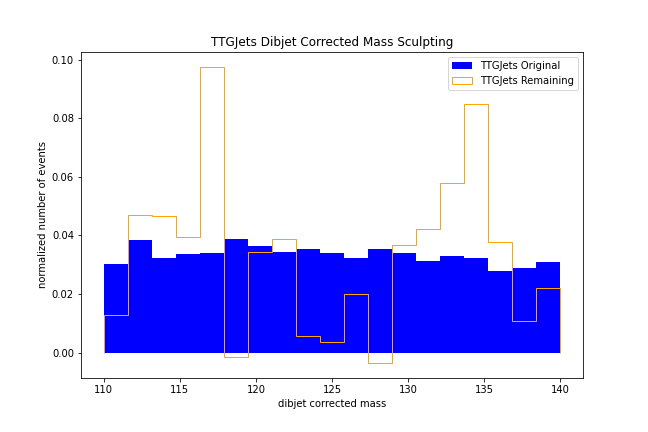 TTGJets Dibjet Corrected Mass Sculpting
TTGJets Original
TTGJets Remaining
normalized number of events
0.10
0.08
0.06
0.04
0.02
0.00
110 115 120 125 130 135 140
dibjet corrected mass